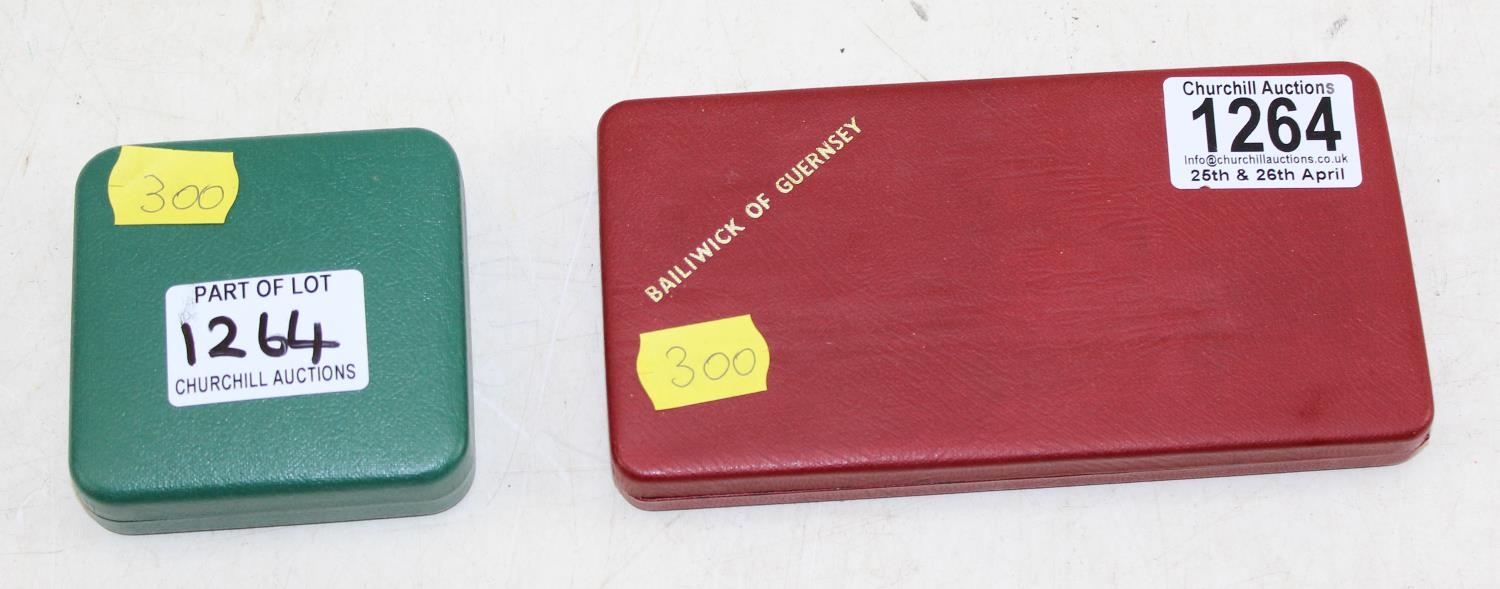 300
PART OF LOT
1264
CHURCHILL AUCTIONS
BAILIWICK OF GUERNSEY
300
Churchill Auctions
1264
Info@churchillauctions.co.uk
25th & 26th April